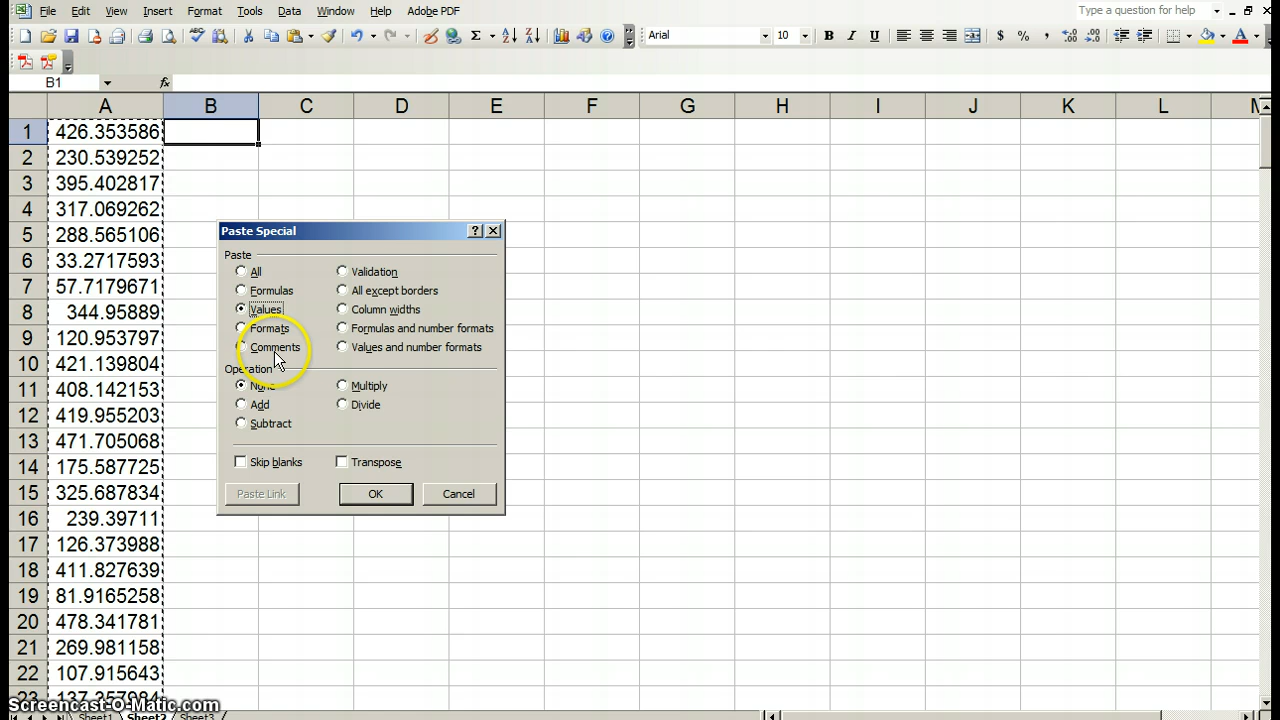 File Edit View Insert Format Tools Data Window Help Adobe PDF Type a question for help
Arial 10 B I U $ % , .00
B1 fx
A B C D E F G H I J K L M
1 426.353586
2 230.539252
3 395.402817
4 317.069262
5 288.565106
6 33.2717593
7 57.7179671
8 344.95889
9 120.953797
10 421.139804
11 408.142153
12 419.955203
13 471.705068
14 175.587725
15 325.687834
16 239.39711
17 126.373988
18 411.827639
19 81.9165258
20 478.341781
21 269.981158
22 107.915643
23 137.257984
Paste Special
Paste
All Validation
Formulas All except borders
Values Column widths
Formats Formulas and number formats
Comments Values and number formats
Operation
None Multiply
Add Divide
Subtract
Skip blanks Transpose
Paste Link OK Cancel
Screencast-O-Matic.com
Sheet1 Sheet2 Sheet3